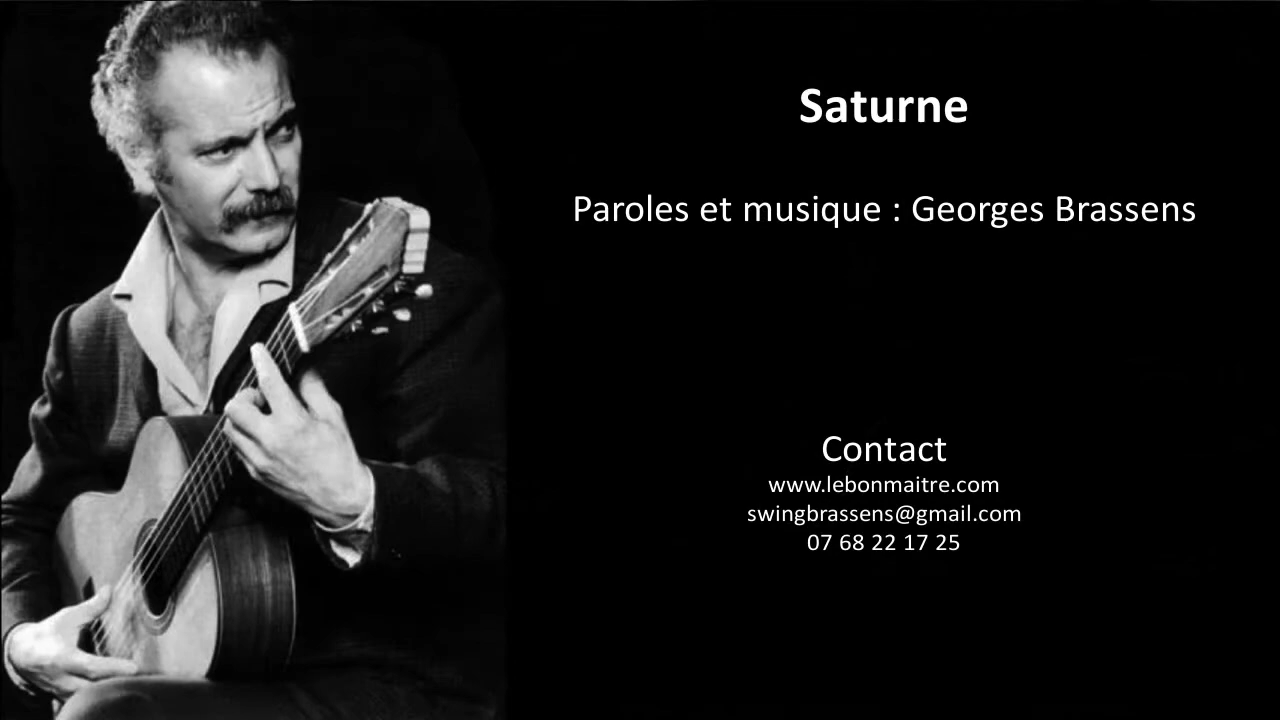 Saturne
Paroles et musique : Georges Brassens
Contact
www.lebonmaitre.com
swingbrassens@gmail.com
07 68 22 17 25